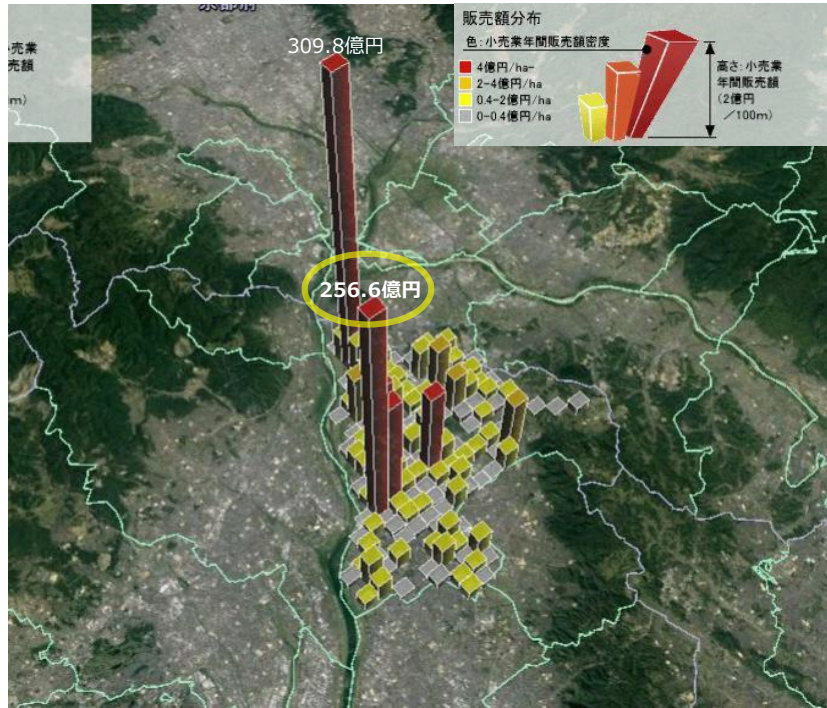 京都府
309.8億円
256.6億円
小売業
売額
m)
販売額分布
色:小売業年間販売額密度
4億円/ha-
2-4億円/ha
0.4-2億円/ha
0-0.4億円/ha
高さ:小売業
年間販売額
(2億円
/100m)